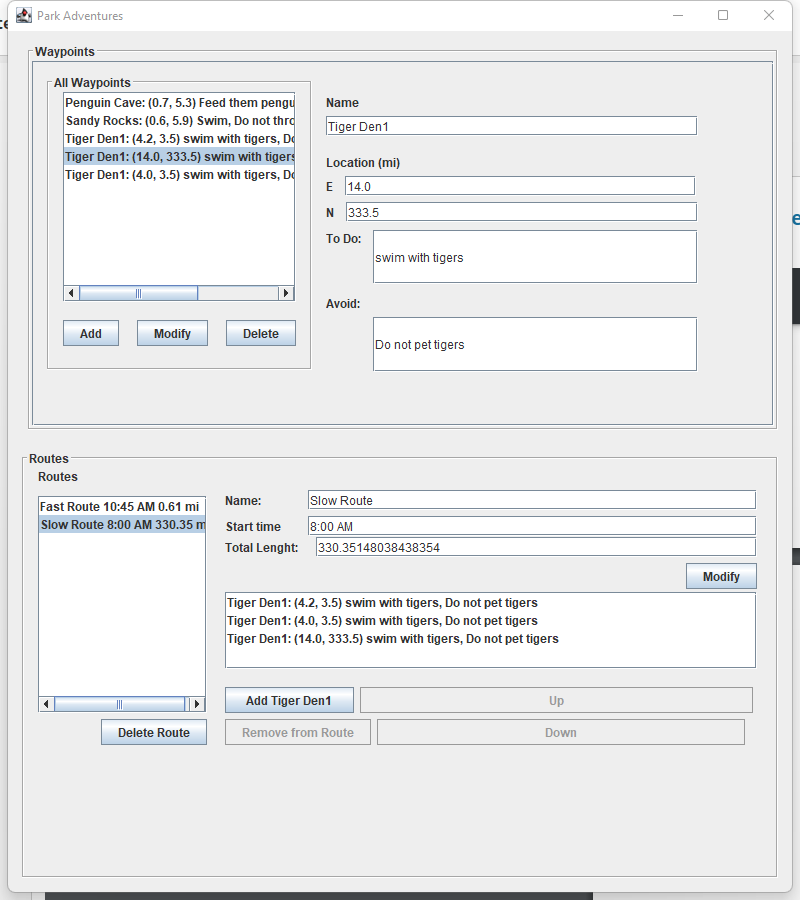 Park Adventures
Waypoints
All Waypoints
Penguin Cave: (0.7, 5.3) Feed them pengu
Sandy Rocks: (0.6, 5.9) Swim, Do not thro
Tiger Den1: (4.2, 3.5) swim with tigers, Do
Tiger Den1: (14.0, 333.5) swim with tigers
Tiger Den1: (4.0, 3.5) swim with tigers, Do
Add
Modify
Delete
Name
Tiger Den1
Location (mi)
E 14.0
N 333.5
To Do: swim with tigers
Avoid:
Do not pet tigers
Routes
Routes
Fast Route 10:45 AM 0.61 mi
Slow Route 8:00 AM 330.35 m
Delete Route
Name: Slow Route
Start time 8:00 AM
Total Lenght: 330.35148038438354
Modify
Tiger Den1: (4.2, 3.5) swim with tigers, Do not pet tigers
Tiger Den1: (4.0, 3.5) swim with tigers, Do not pet tigers
Tiger Den1: (14.0, 333.5) swim with tigers, Do not pet tigers
Add Tiger Den1
Up
Remove from Route
Down